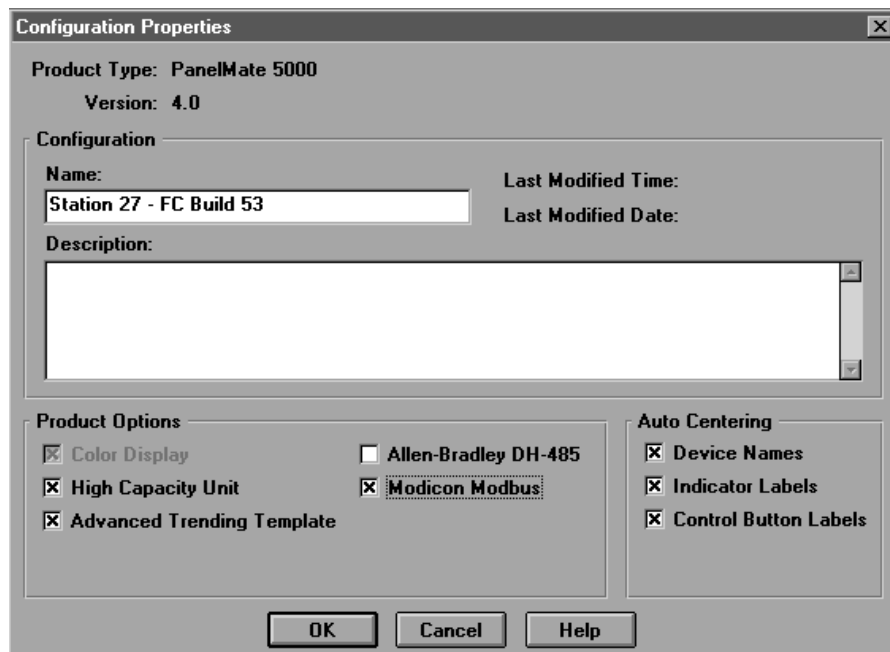 Configuration Properties
Product Type: PanelMate 5000
Version: 4.0
Configuration
Name:
Station 27 - FC Build 53
Last Modified Time:
Last Modified Date:
Description:
Product Options
Color Display
Allen-Bradley DH-485
High Capacity Unit
Modicon Modbus
Advanced Trending Template
Auto Centering
Device Names
Indicator Labels
Control Button Labels
OK Cancel Help